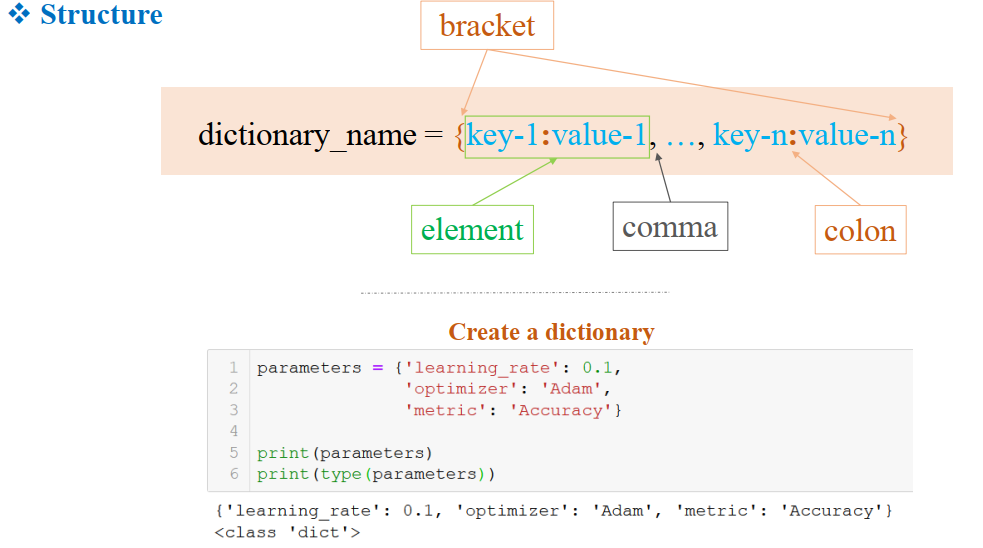 ❖ Structure
bracket
dictionary_name = {key-1:value-1, …, key-n:value-n}
element
comma
colon
Create a dictionary
1 parameters = {'learning_rate': 0.1,
2 'optimizer': 'Adam',
3 'metric': 'Accuracy'}
4
5 print(parameters)
6 print(type(parameters))
{'learning_rate': 0.1, 'optimizer': 'Adam', 'metric': 'Accuracy'}
<class 'dict'>